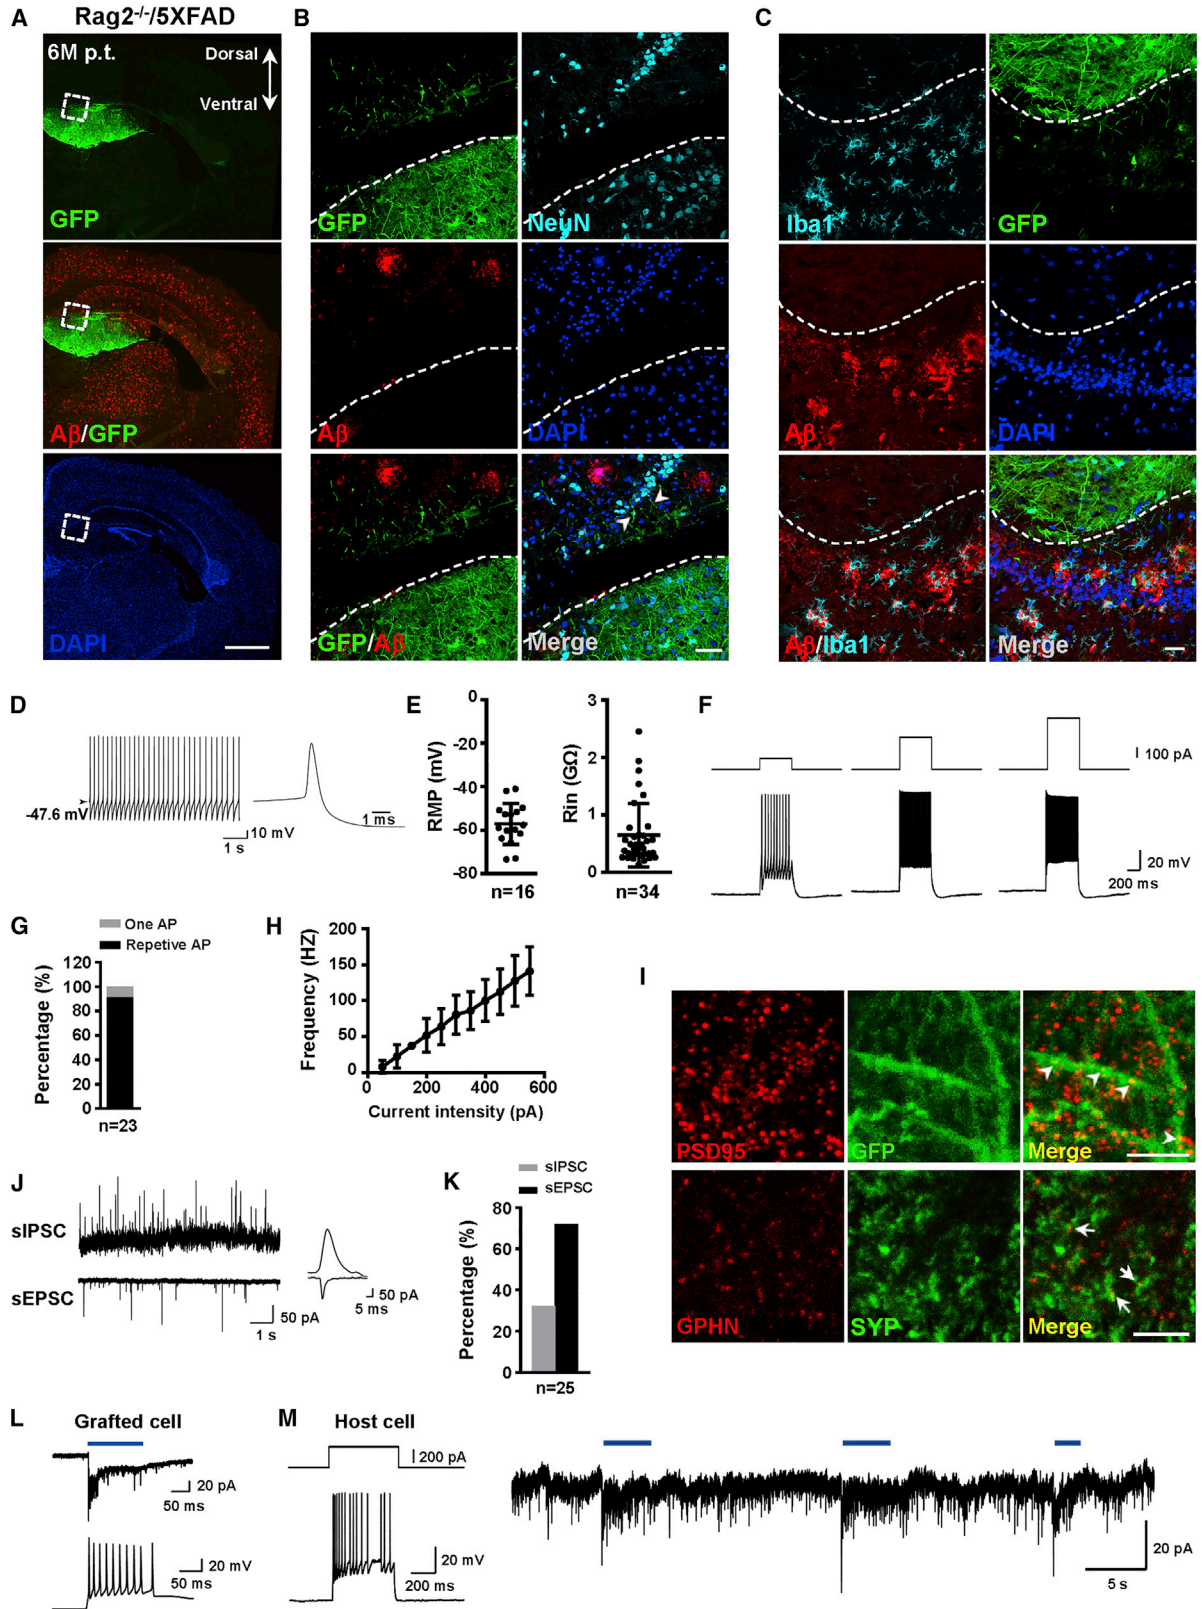 A
Rag2-/-/5XFAD
6M p.t.
Dorsal
Ventral
GFP
Aβ/GFP
DAPI
B
GFP
NeuN
Aβ
DAPI
GFP/Aβ
Merge
C
Iba1
GFP
Aβ
DAPI
Aβ/Iba1
Merge
D
-47.6 mV
10 mV
1 s
1 ms
E
RMP (mV)
0
-20
-40
-60
-80
n=16
Rin (GΩ)
3
2
1
0
n=34
F
100 pA
20 mV
200 ms
G
One AP
Repetive AP
Percentage (%)
120
100
80
60
40
20
0
n=23
H
Frequency (HZ)
200
150
100
50
0
0 200 400 600
Current intensity (pA)
I
PSD95
GFP
Merge
GPHN
SYP
Merge
J
sIPSC
sEPSC
50 pA
1 s
50 pA
5 ms
K
sIPSC
sEPSC
Percentage (%)
80
60
40
20
0
n=25
L
Grafted cell
20 pA
50 ms
20 mV
50 ms
M
Host cell
200 pA
20 mV
200 ms
20 pA
5 s